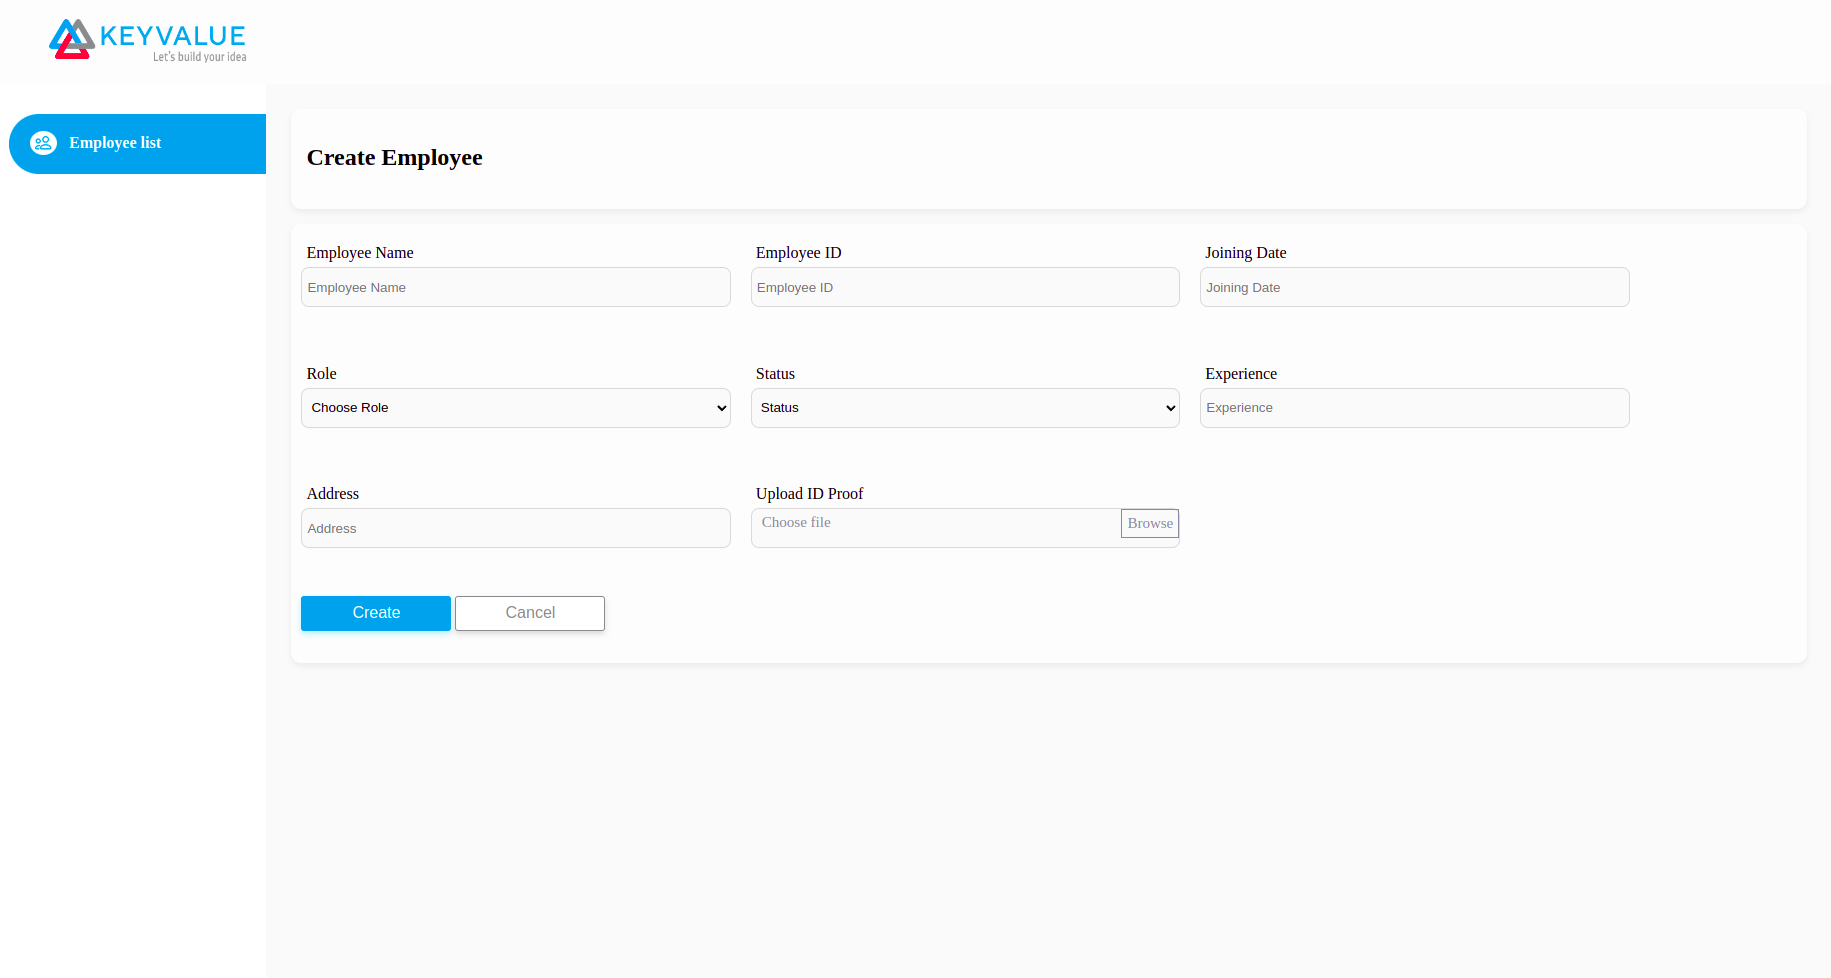 KEYVALUE
Let's build your idea
Employee list
Create Employee
Employee Name Employee ID Joining Date
Employee Name Employee ID Joining Date
Role Status Experience
Choose Role Status Experience
Address Upload ID Proof
Address Choose file Browse
Create Cancel